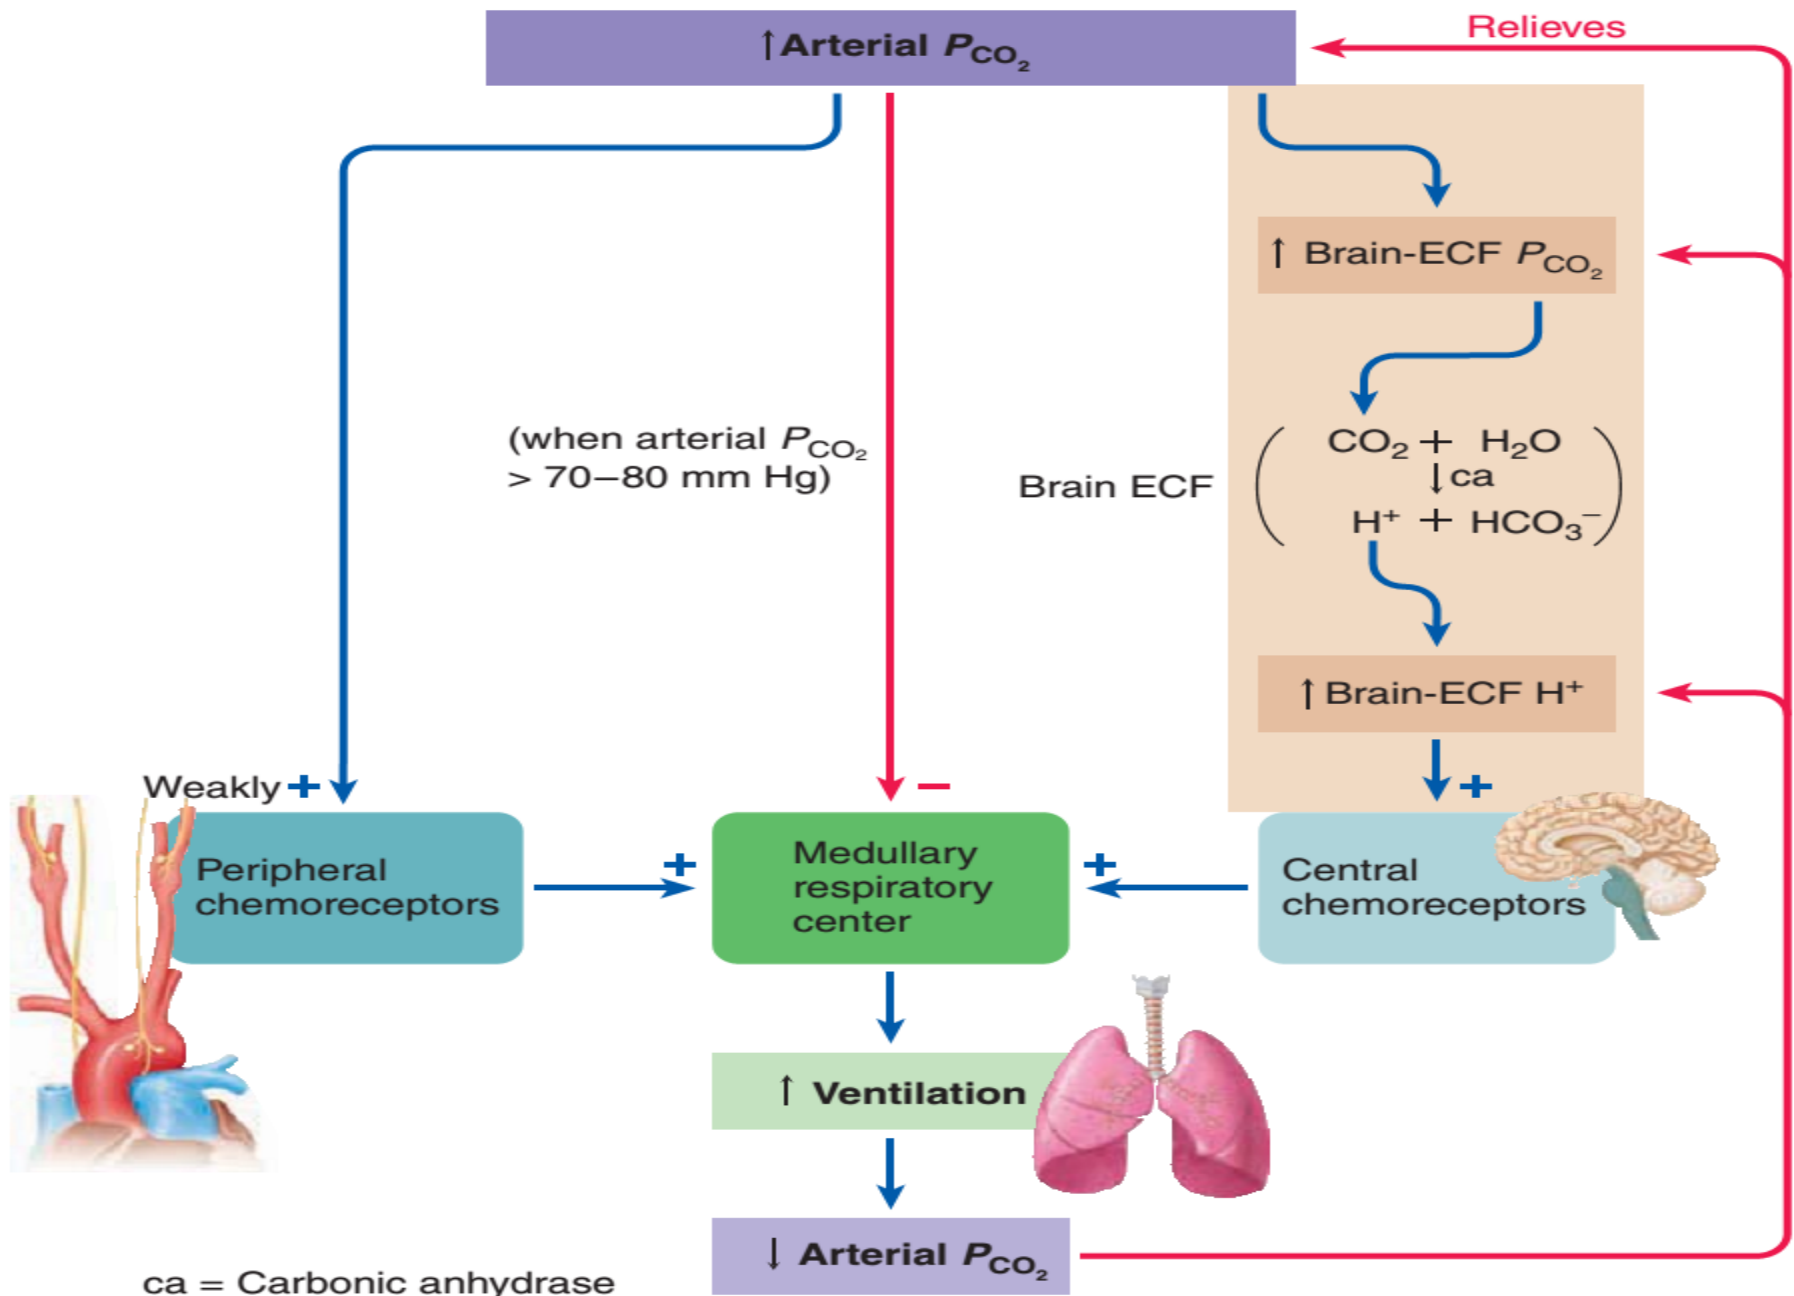 ↑Arterial PCO₂
Relieves
↑ Brain-ECF PCO₂
(when arterial PCO₂
> 70–80 mm Hg)
Brain ECF
CO₂ + H₂O
↓ca
H⁺ + HCO₃⁻
↑Brain-ECF H⁺
Weakly +
–
+
Peripheral
chemoreceptors
+
Medullary
respiratory
center
+
Central
chemoreceptors
↑ Ventilation
↓ Arterial PCO₂
ca = Carbonic anhydrase